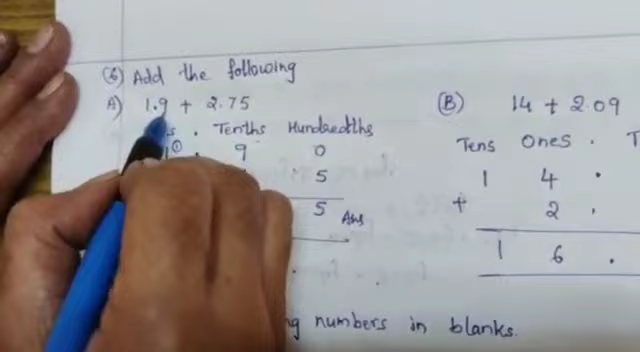 (6) Add the following
A) 1.9 + 2.75
s . Tenths Hundredths
1 . 9 0
5
5 Ans
(B) 14 + 2.09
Tens Ones . T
1 4 .
+ 2 .
1 6 .
numbers in blanks.